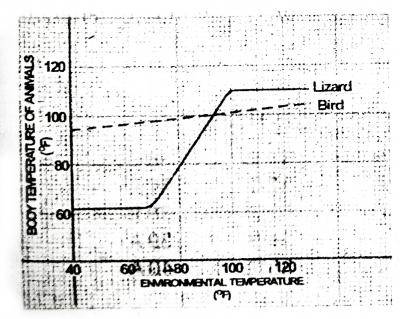 BODY TEMPERATURE OF ANIMALS
(°F)
120
100
80
60
Lizard
Bird
40 60 80 100 120
ENVIRONMENTAL TEMPERATURE
(°F)